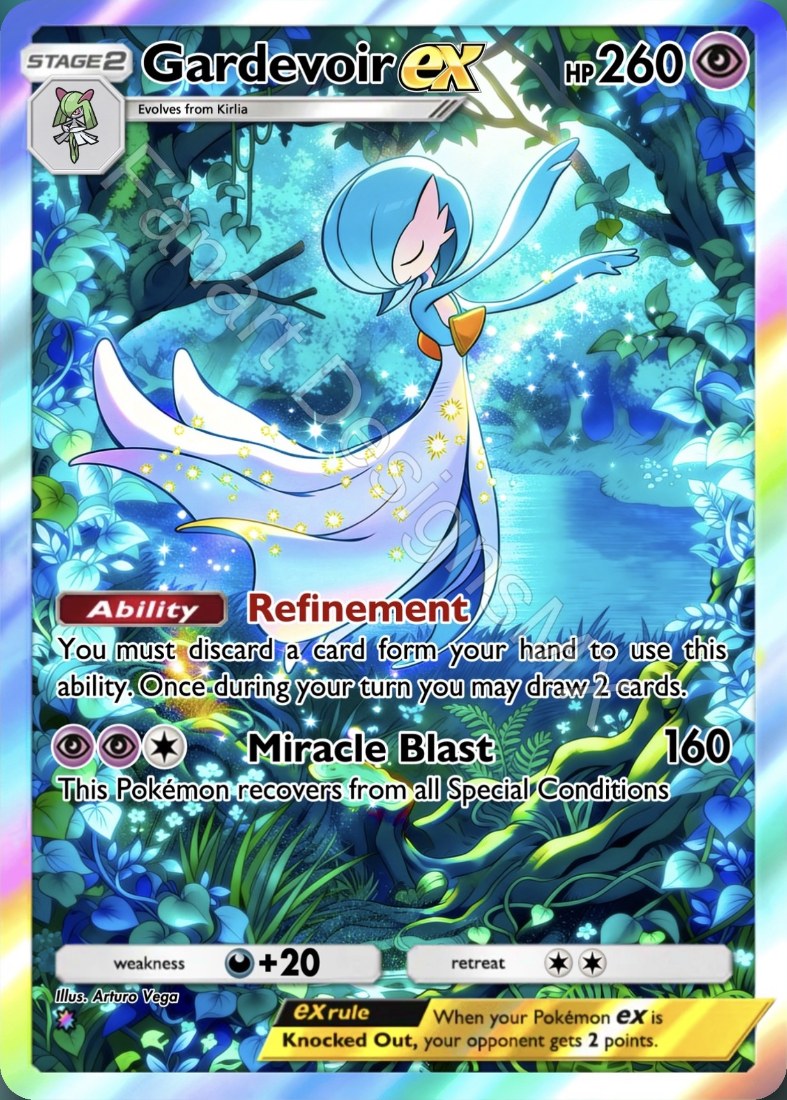 STAGE2 Gardevoir ex HP260
Evolves from Kirlia
Fanart DesignsMX
Ability Refinement
You must discard a card form your hand to use this
ability. Once during your turn you may draw 2 cards.
Miracle Blast 160
This Pokémon recovers from all Special Conditions
weakness +20 retreat
Illus. Arturo Vega
ex rule When your Pokémon ex is
Knocked Out, your opponent gets 2 points.